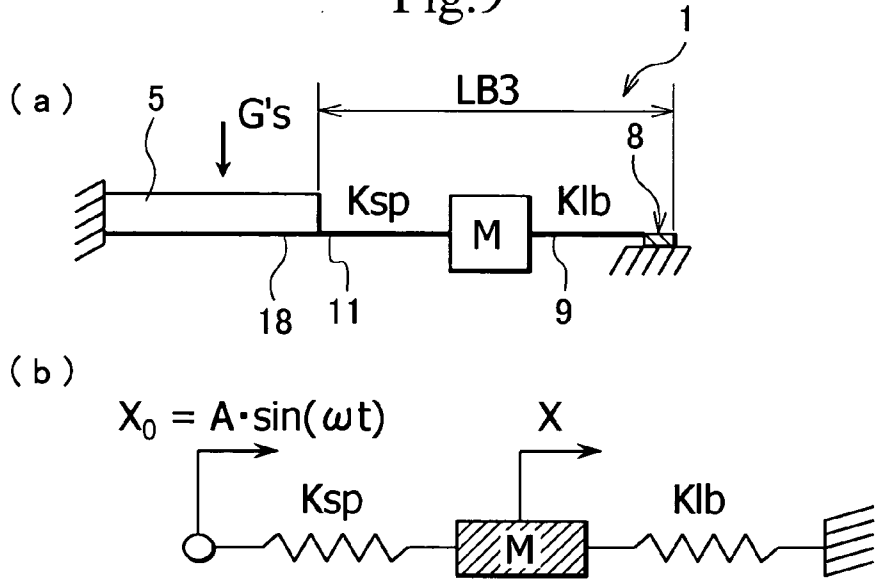 Fig.9
1
(a)
5
G's
LB3
8
Ksp
M
Klb
18
11
9
(b)
X₀ = A·sin(ωt)
X
Ksp
M
Klb